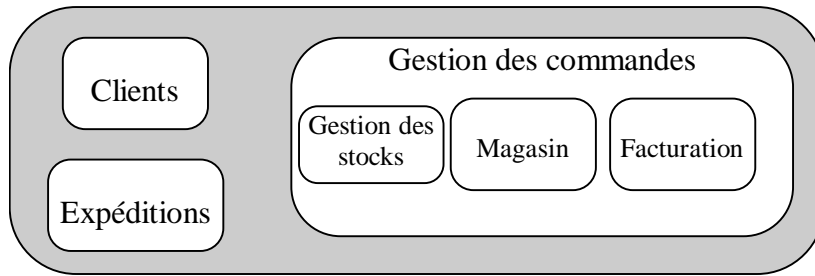 Clients
Expéditions
Gestion des commandes
Gestion des
stocks
Magasin
Facturation